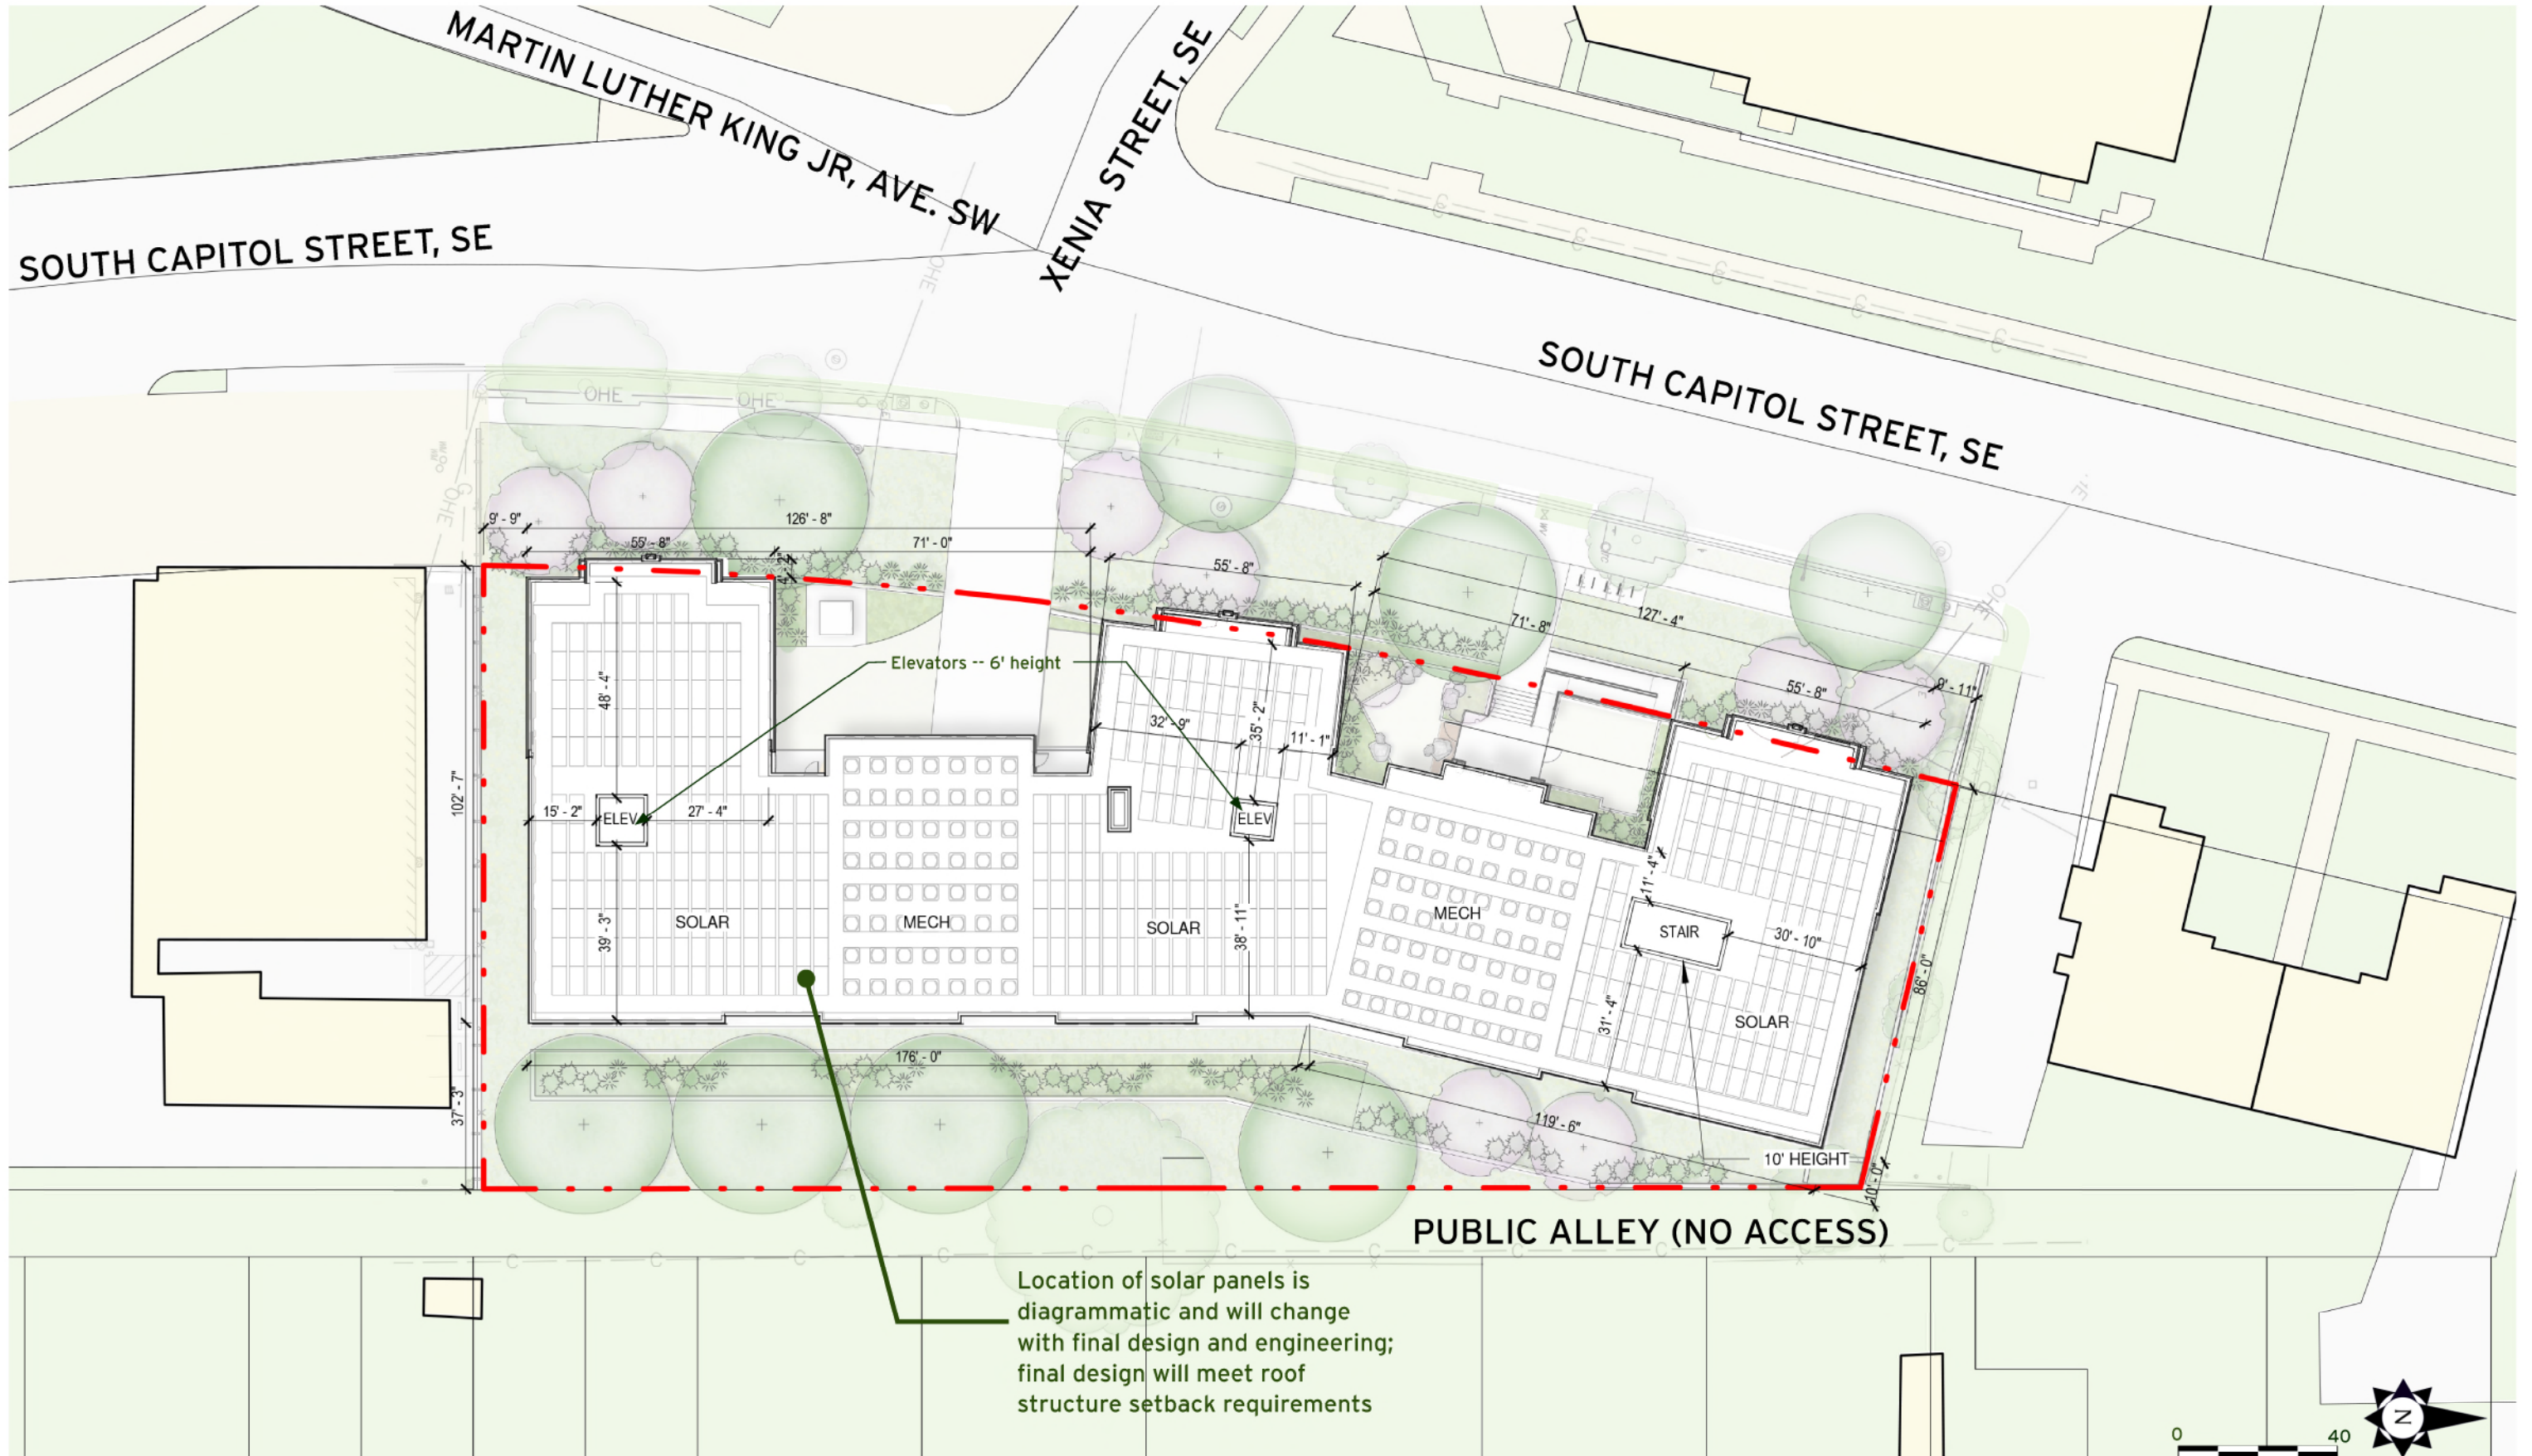 MARTIN LUTHER KING JR, AVE. SW
XENIA STREET, SE
SOUTH CAPITOL STREET, SE
SOUTH CAPITOL STREET, SE
OHE
OHE
OHE
OHE
OHE
9' - 9"
126' - 8"
55' - 8"
71' - 0"
55' - 8"
71' - 8"
127' - 4"
55' - 8"
9' - 11"
Elevators -- 6' height
48' - 4"
32' - 9"
35' - 2"
11' - 1"
102' - 7"
15' - 2"
ELEV
27' - 4"
ELEV
11' - 4"
39' - 3"
SOLAR
MECH
SOLAR
38' - 11"
MECH
STAIR
30' - 10"
86' - 0"
31' - 4"
SOLAR
176' - 0"
37' - 3"
119' - 6"
10' HEIGHT
10' - 0"
PUBLIC ALLEY (NO ACCESS)
C C C C C C C C C C
Location of solar panels is
diagrammatic and will change
with final design and engineering;
final design will meet roof
structure setback requirements
N
0 40